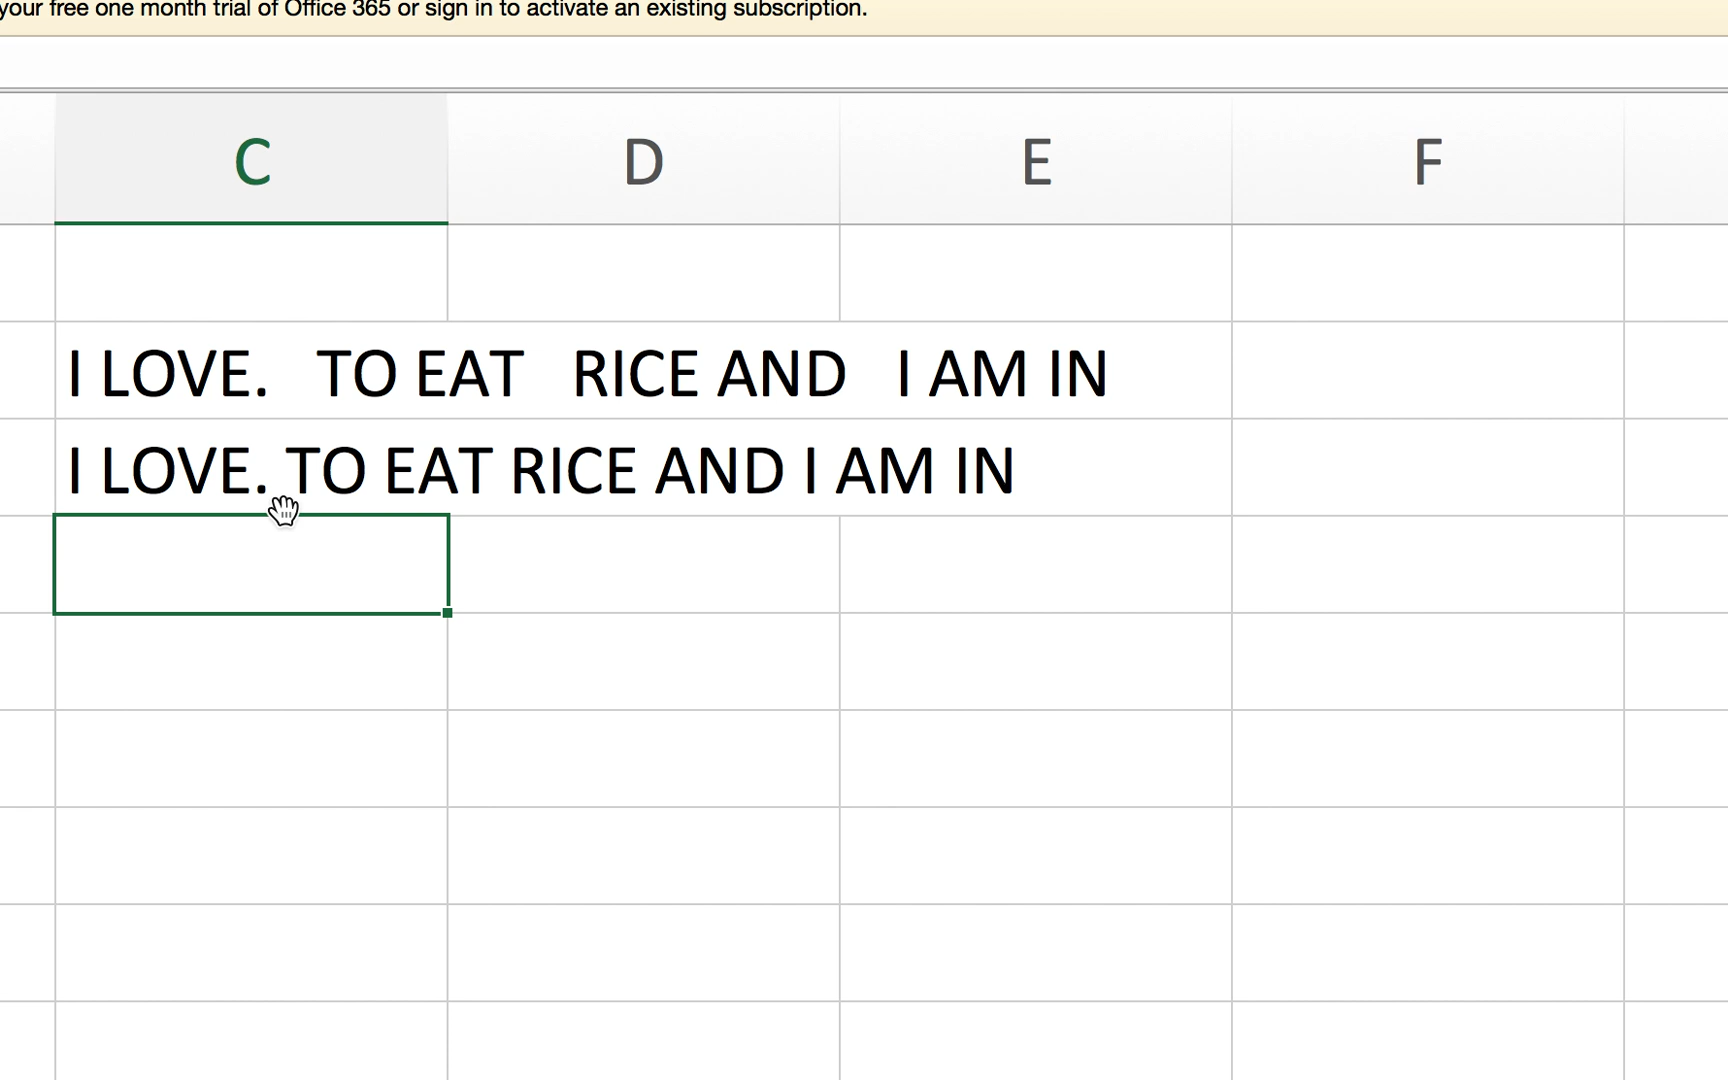 your free one month trial of Office 365 or sign in to activate an existing subscription.
C D E F
I LOVE.   TO EAT   RICE AND   I AM IN
I LOVE. TO EAT RICE AND I AM IN